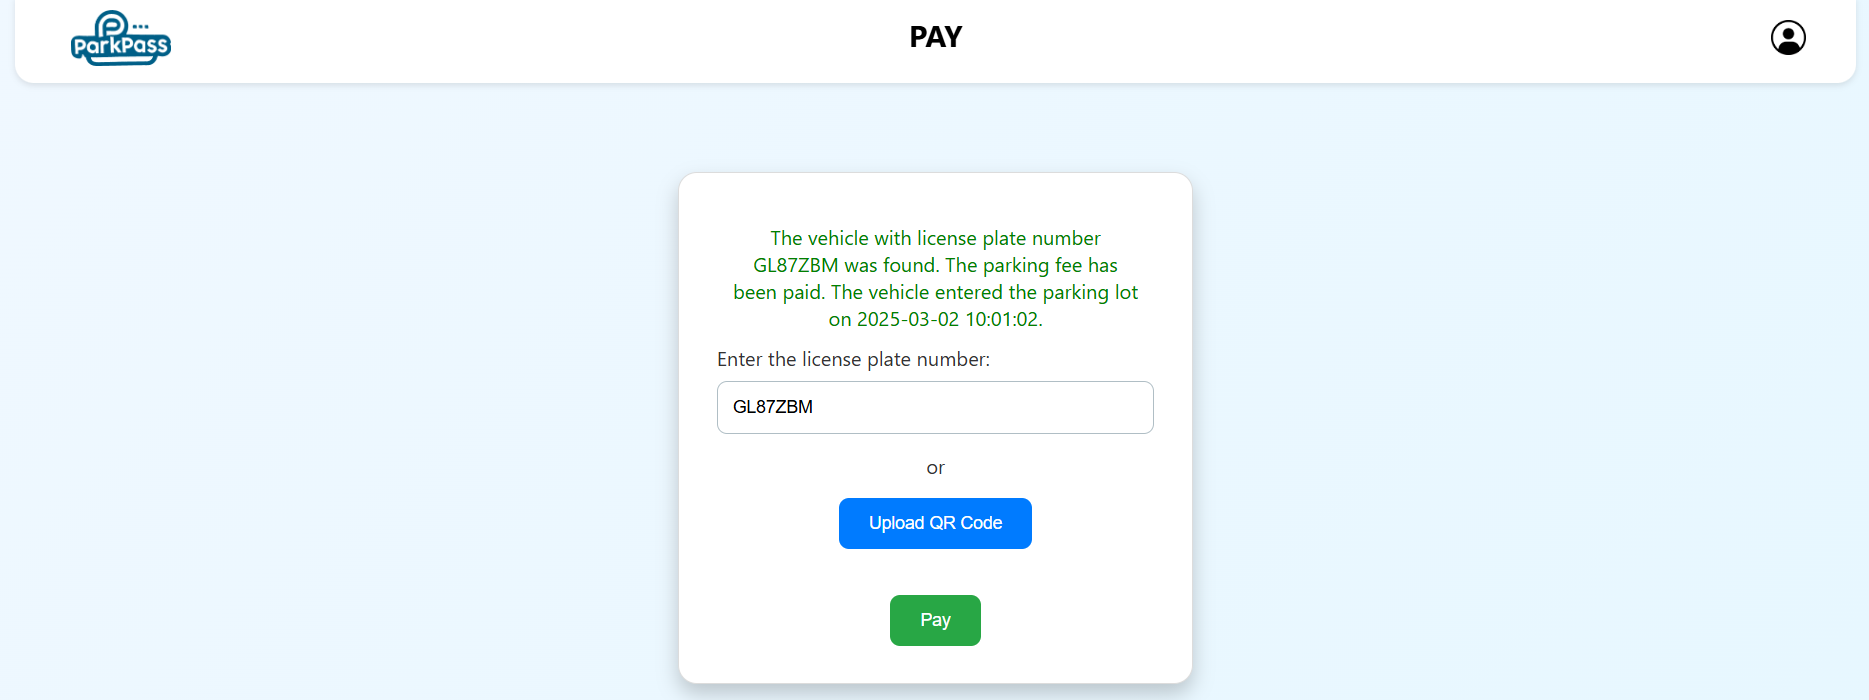 ParkPass
PAY
The vehicle with license plate number
GL87ZBM was found. The parking fee has
been paid. The vehicle entered the parking lot
on 2025-03-02 10:01:02.
Enter the license plate number:
GL87ZBM
or
Upload QR Code
Pay